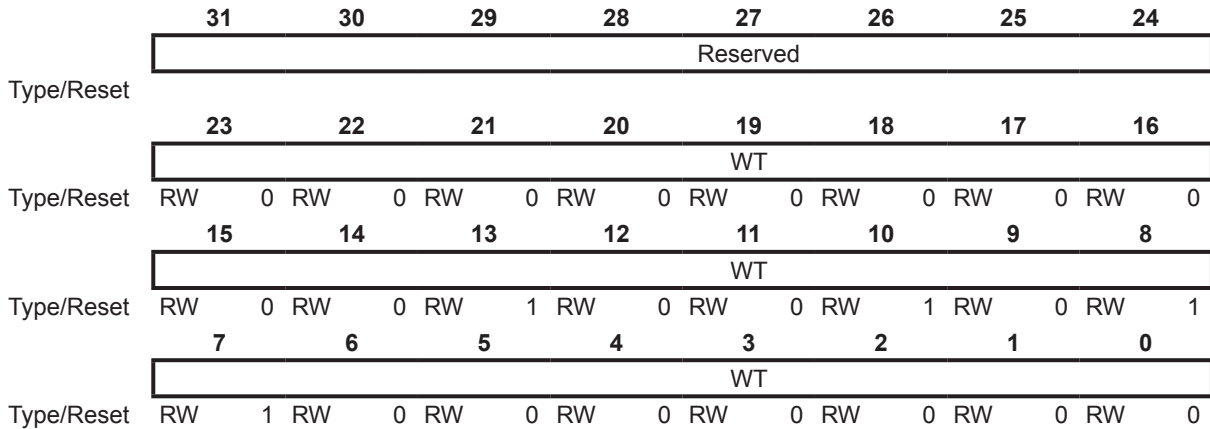 31 30 29 28 27 26 25 24
Reserved
Type/Reset
23 22 21 20 19 18 17 16
WT
Type/Reset RW 0 RW 0 RW 0 RW 0 RW 0 RW 0 RW 0 RW 0
15 14 13 12 11 10 9 8
WT
Type/Reset RW 0 RW 0 RW 1 RW 0 RW 0 RW 1 RW 0 RW 1
7 6 5 4 3 2 1 0
WT
Type/Reset RW 1 RW 0 RW 0 RW 0 RW 0 RW 0 RW 0 RW 0